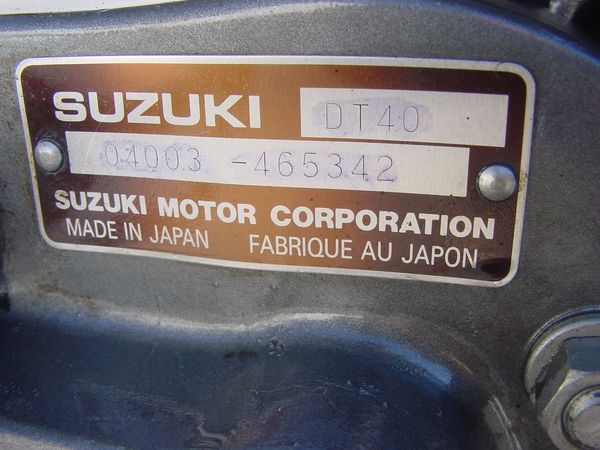 SUZUKI DT40
04003 -465342
SUZUKI MOTOR CORPORATION
MADE IN JAPAN FABRIQUE AU JAPON